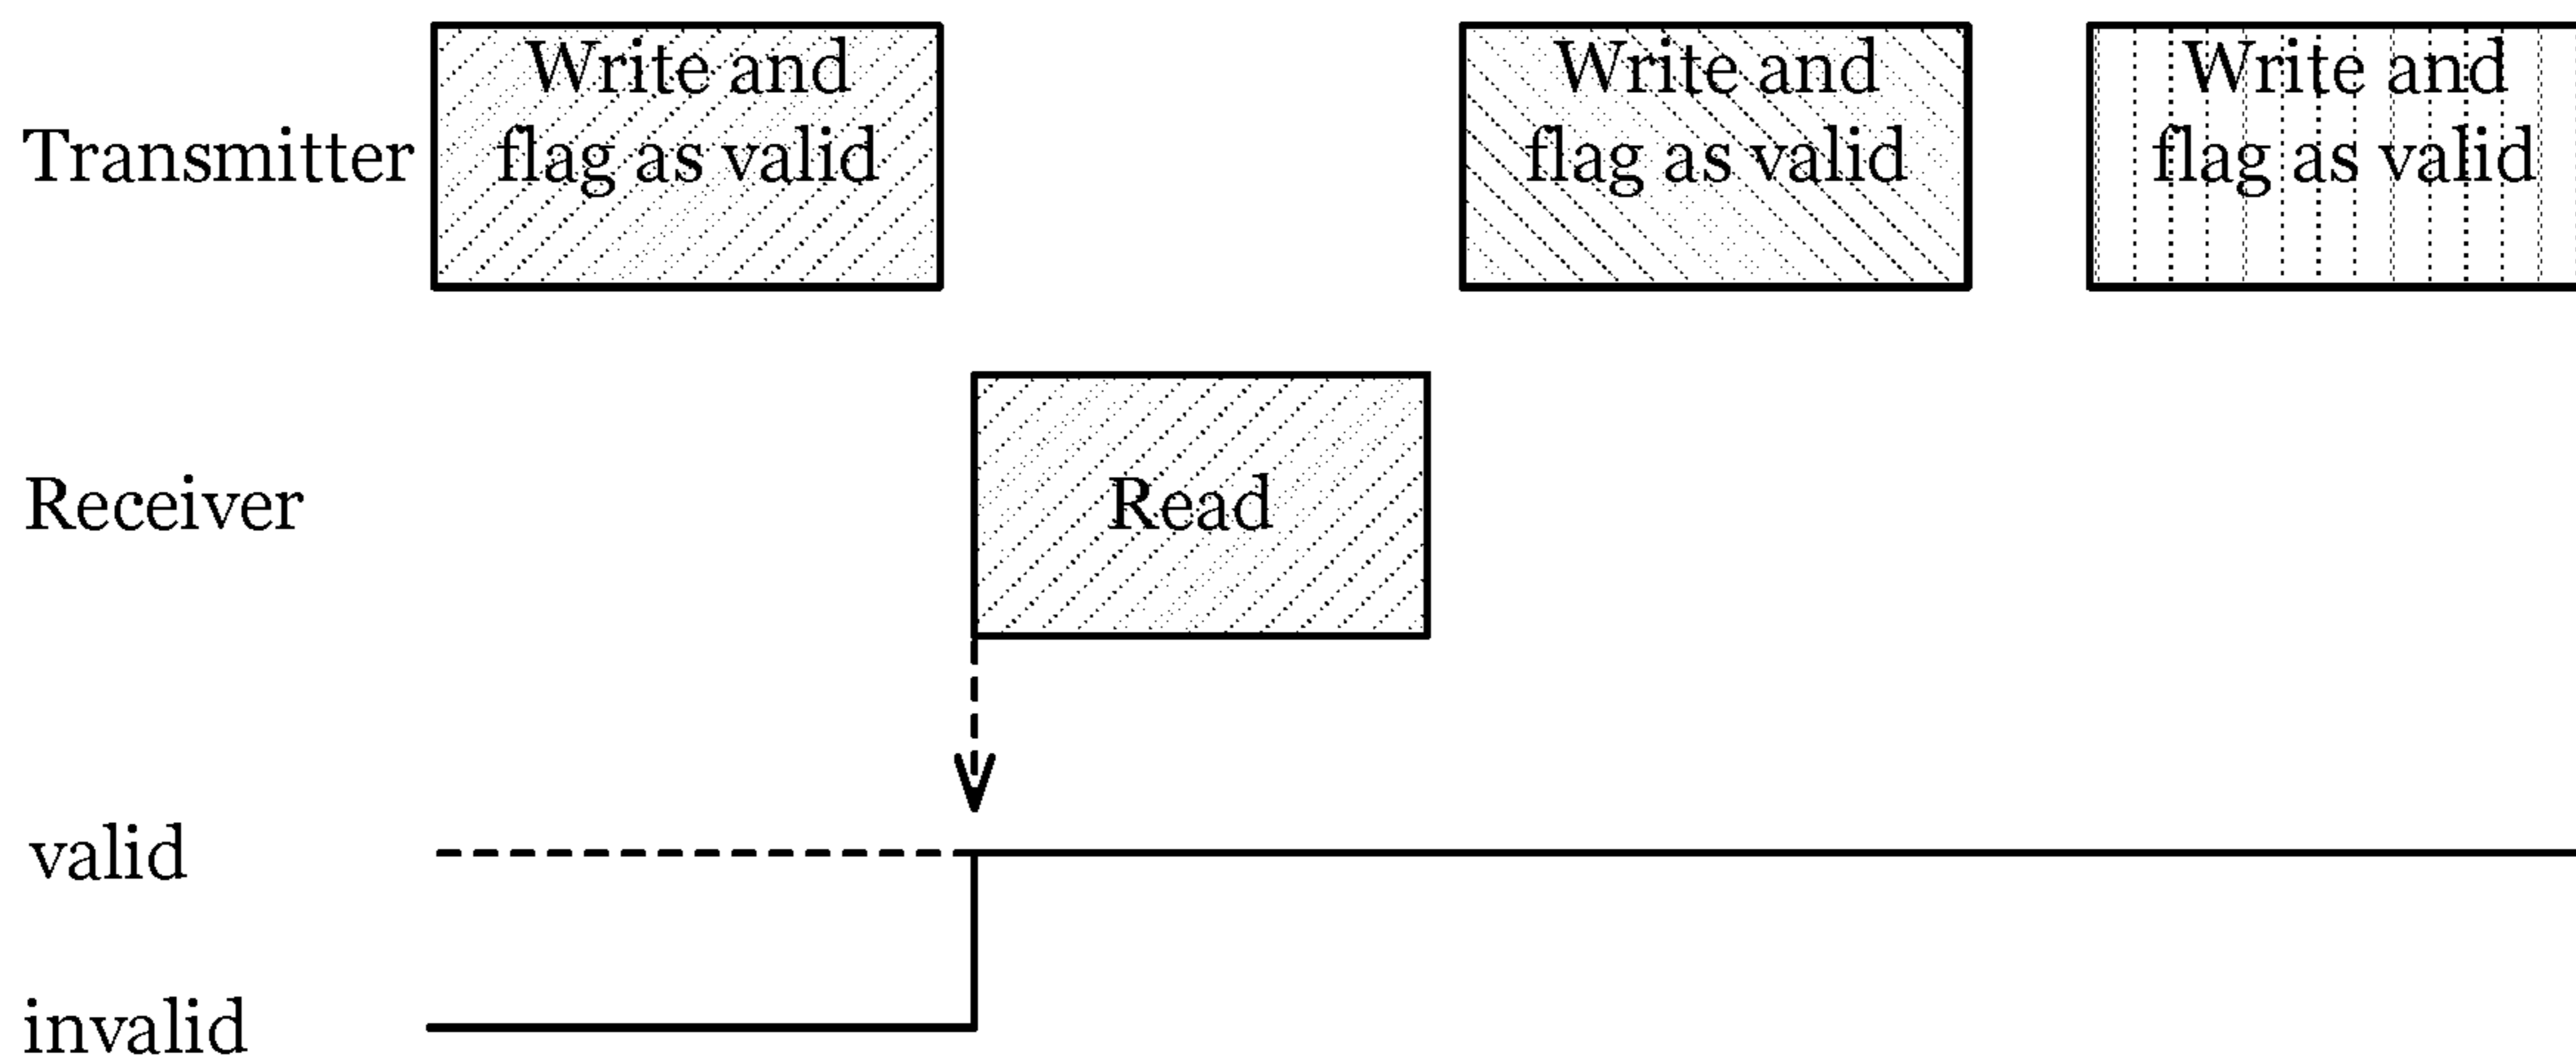 Transmitter
Write and
flag as valid
Write and
flag as valid
Write and
flag as valid
Receiver
Read
valid
invalid